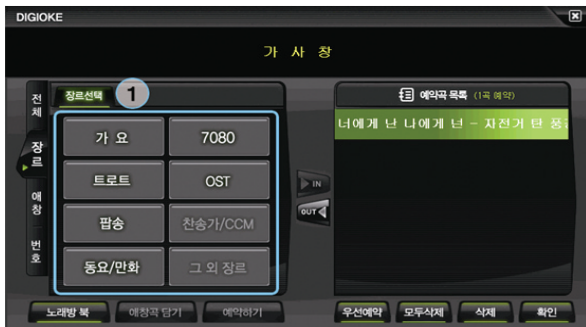 DIGIOKE
가 사 창
전체
장르
애창
번호
장르선택
1
가 요
7080
트로트
OST
팝송
찬송가/CCM
동요/만화
그 외 장르
IN
OUT
예약곡 목록 (1곡 예약)
너에게 난 나에게 넌 - 자전거 탄 풍
노래방 북
애창곡 담기
예약하기
우선예약
모두삭제
삭제
확인